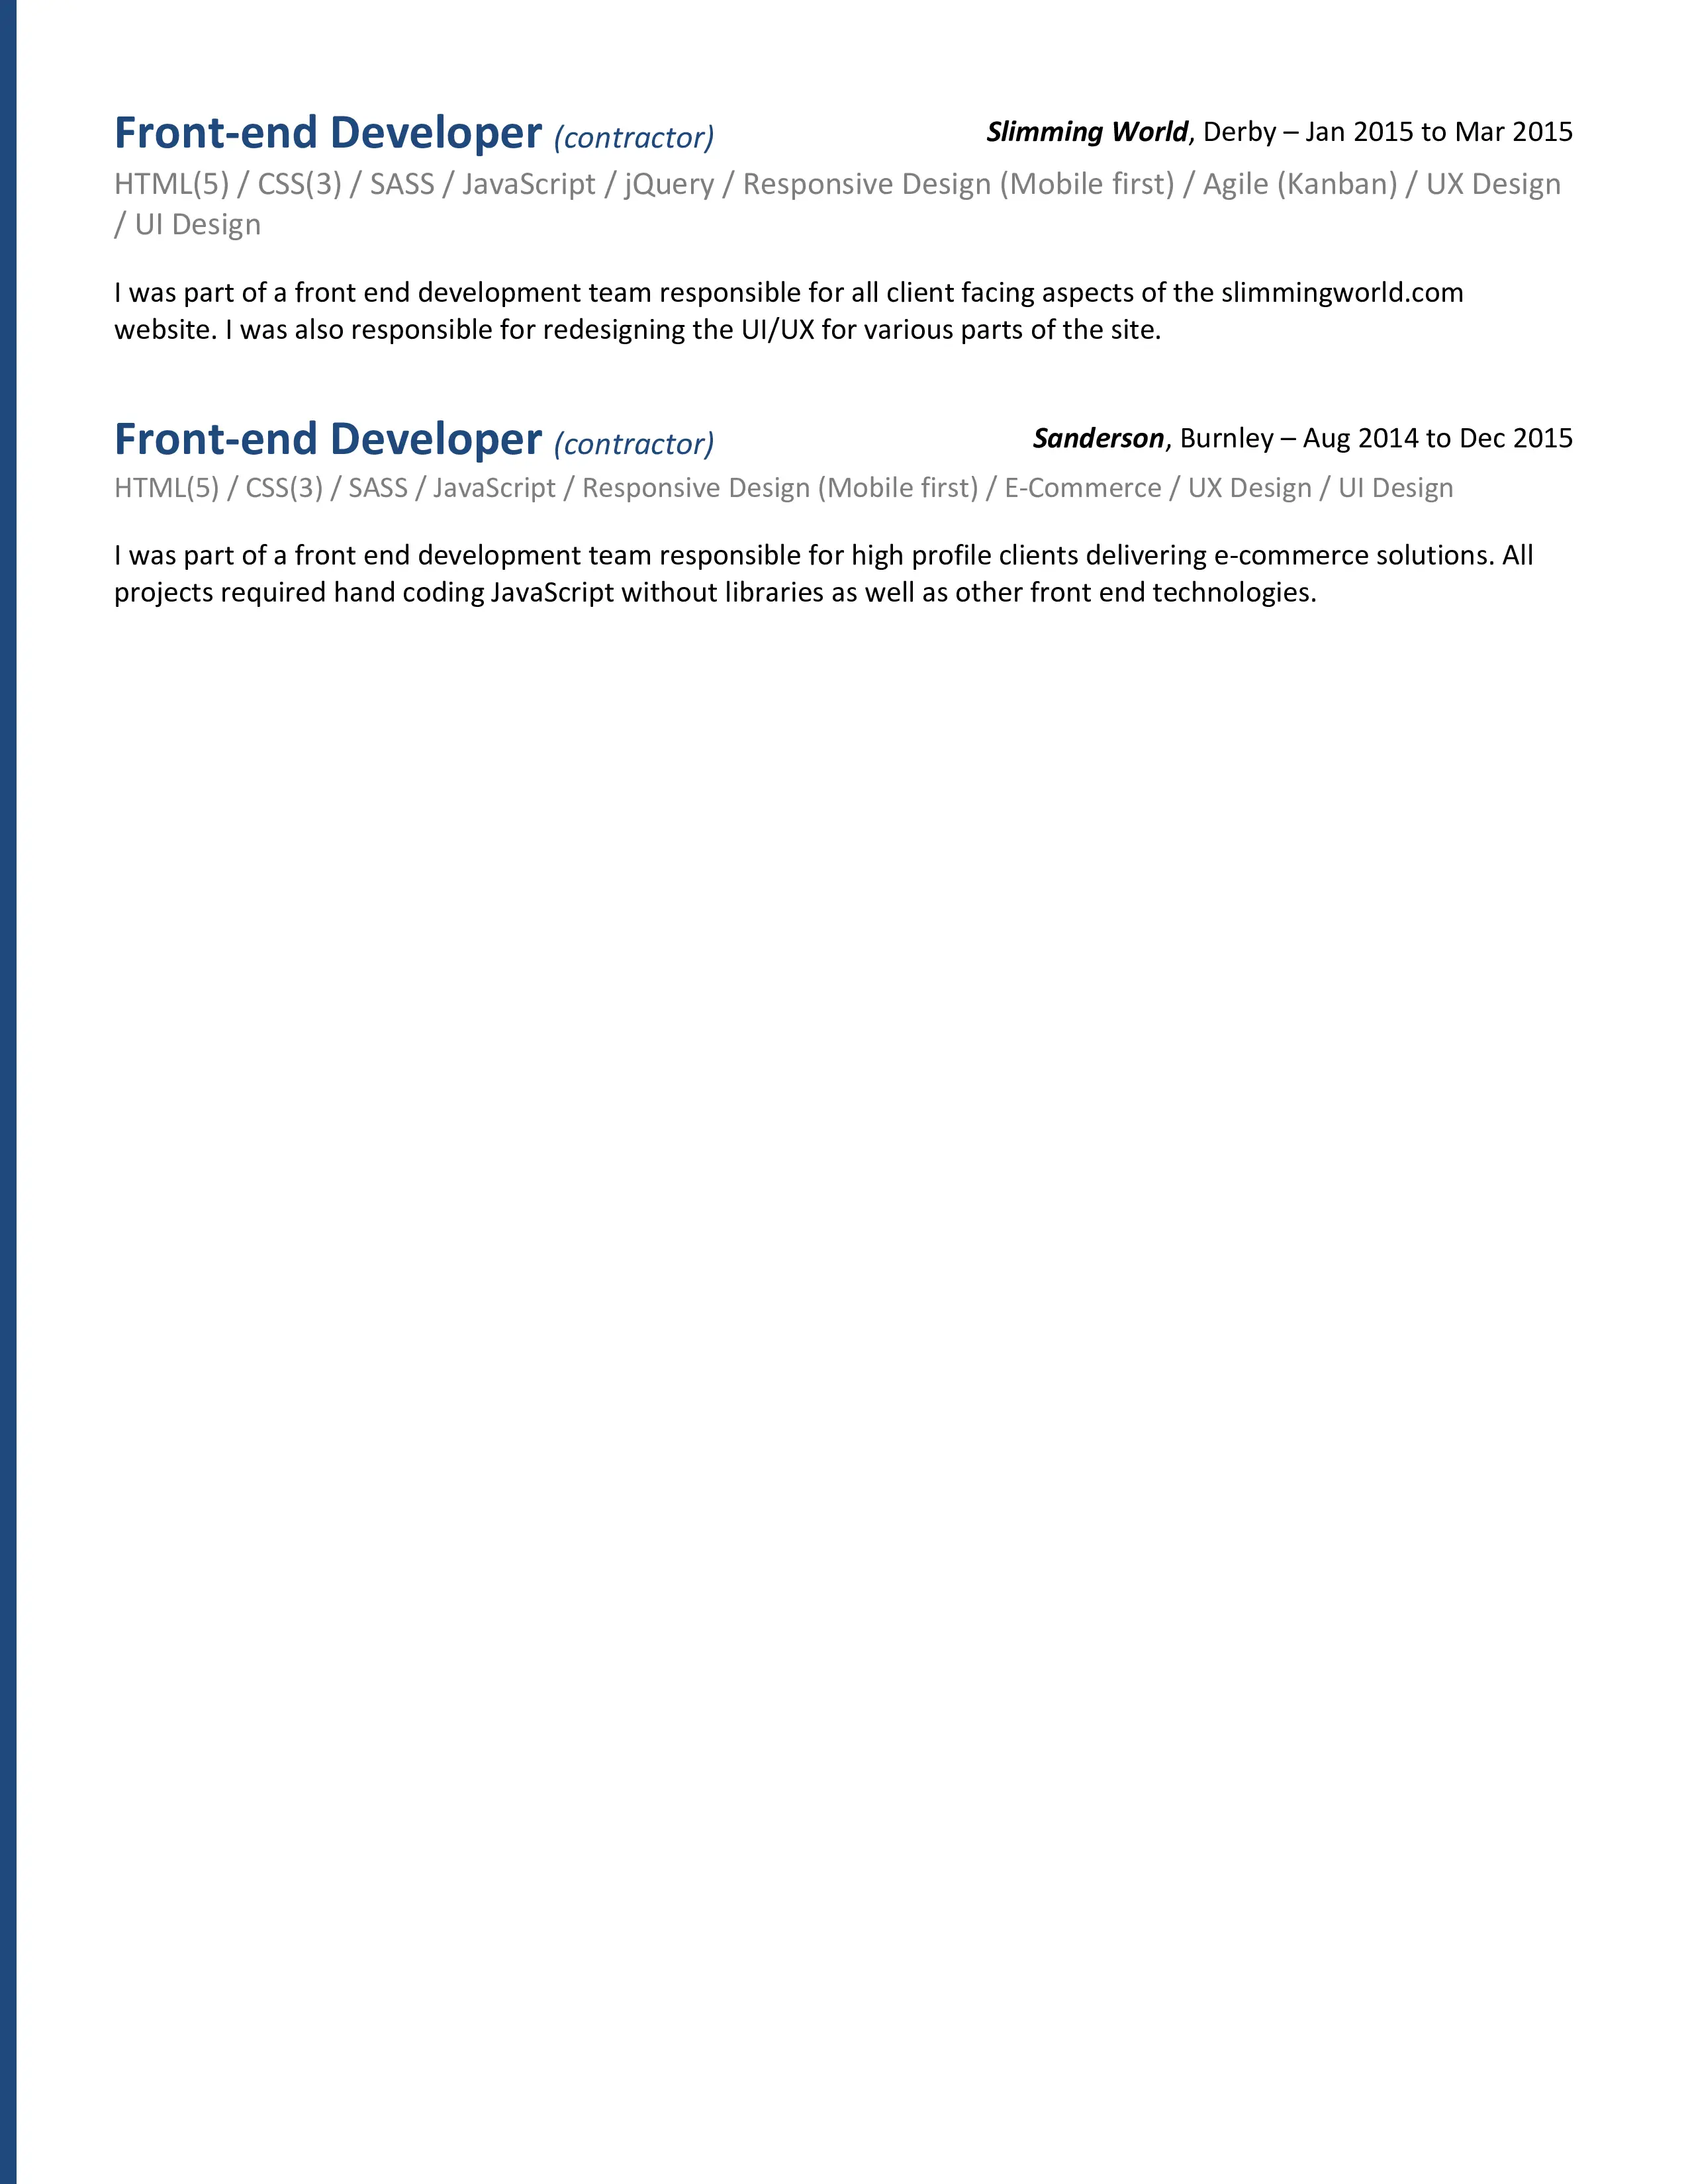 Front-end Developer (contractor) Slimming World, Derby – Jan 2015 to Mar 2015
HTML(5) / CSS(3) / SASS / JavaScript / jQuery / Responsive Design (Mobile first) / Agile (Kanban) / UX Design
/ UI Design
I was part of a front end development team responsible for all client facing aspects of the slimmingworld.com
website. I was also responsible for redesigning the UI/UX for various parts of the site.
Front-end Developer (contractor) Sanderson, Burnley – Aug 2014 to Dec 2015
HTML(5) / CSS(3) / SASS / JavaScript / Responsive Design (Mobile first) / E-Commerce / UX Design / UI Design
I was part of a front end development team responsible for high profile clients delivering e-commerce solutions. All
projects required hand coding JavaScript without libraries as well as other front end technologies.